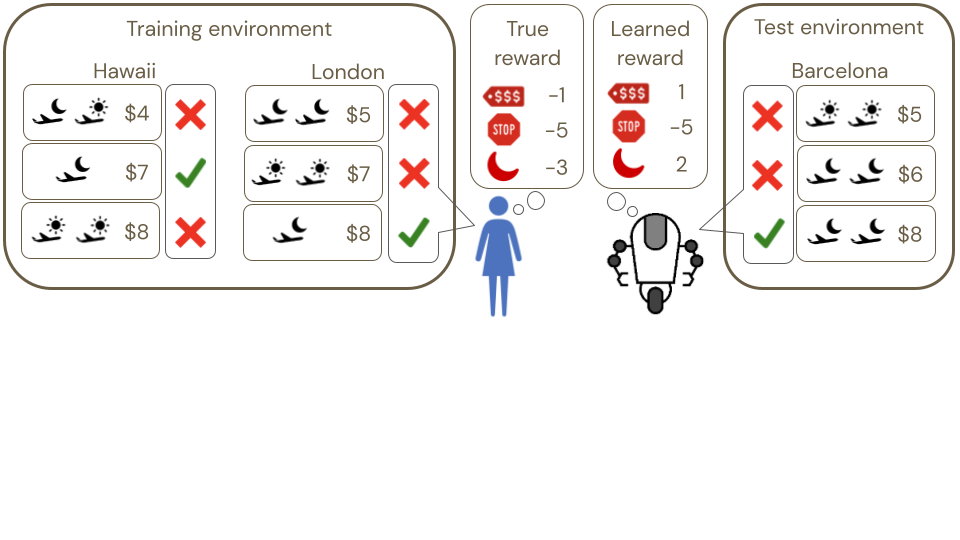 Training environment
Hawaii
$4
$7
$8
London
$5
$7
$8
True
reward
$$$ −1
STOP −5
−3
Learned
reward
$$$ 1
STOP −5
2
Test environment
Barcelona
$5
$6
$8